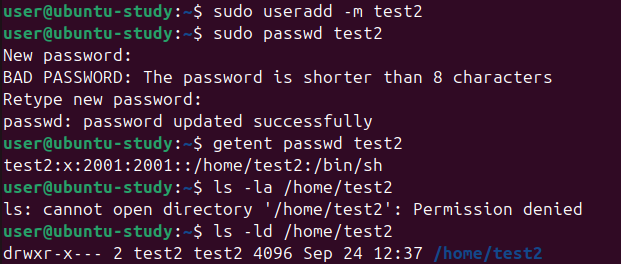 user@ubuntu-study:~$ sudo useradd -m test2
user@ubuntu-study:~$ sudo passwd test2
New password:
BAD PASSWORD: The password is shorter than 8 characters
Retype new password:
passwd: password updated successfully
user@ubuntu-study:~$ getent passwd test2
test2:x:2001:2001::/home/test2:/bin/sh
user@ubuntu-study:~$ ls -la /home/test2
ls: cannot open directory '/home/test2': Permission denied
user@ubuntu-study:~$ ls -ld /home/test2
drwxr-x--- 2 test2 test2 4096 Sep 24 12:37 /home/test2